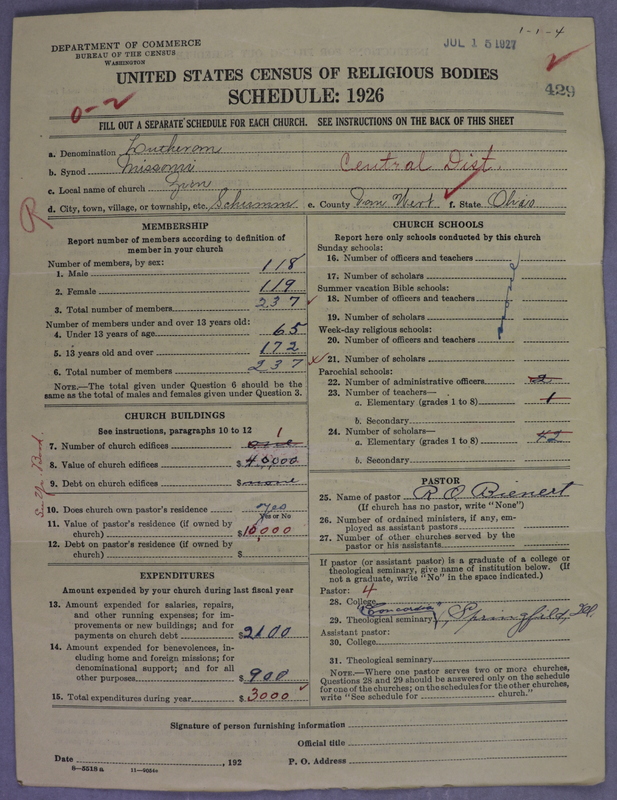 1-1-4
DEPARTMENT OF COMMERCE
BUREAU OF THE CENSUS
WASHINGTON
JUL 15 1927
UNITED STATES CENSUS OF RELIGIOUS BODIES
SCHEDULE: 1926
429
0-2
FILL OUT A SEPARATE SCHEDULE FOR EACH CHURCH. SEE INSTRUCTIONS ON THE BACK OF THIS SHEET
a. Denomination Lutheran
b. Synod Missouri Central Dist.
c. Local name of church Zion
d. City, town, village, or township, etc. Schumm e. County Van Wert f. State Ohio
R
MEMBERSHIP
Report number of members according to definition of
member in your church
Number of members, by sex:
1. Male 118
2. Female 119
3. Total number of members 237
Number of members under and over 13 years old:
4. Under 13 years of age 65
5. 13 years old and over 172
6. Total number of members 237
NOTE.—The total given under Question 6 should be
the same as the total of males and females given under Question 3.
CHURCH BUILDINGS
See instructions, paragraphs 10 to 12
7. Number of church edifices 1
8. Value of church edifices $40,000
9. Debt on church edifices $none
10. Does church own pastor's residence yes
Yes or No
11. Value of pastor's residence (if owned by
church) $10,000
12. Debt on pastor's residence (if owned by
church) $
EXPENDITURES
Amount expended by your church during last fiscal year
13. Amount expended for salaries, repairs,
and other running expenses; for im-
provements or new buildings; and for
payments on church debt $2100
14. Amount expended for benevolences, in-
cluding home and foreign missions; for
denominational support; and for all
other purposes $900
15. Total expenditures during year $3000
CHURCH SCHOOLS
Report here only schools conducted by this church
Sunday schools:
16. Number of officers and teachers
17. Number of scholars
Summer vacation Bible schools:
18. Number of officers and teachers
19. Number of scholars
none
Week-day religious schools:
20. Number of officers and teachers
21. Number of scholars
Parochial schools:
22. Number of administrative officers 2
23. Number of teachers—
a. Elementary (grades 1 to 8) 1
b. Secondary
24. Number of scholars—
a. Elementary (grades 1 to 8) 42
b. Secondary
PASTOR
25. Name of pastor R O Bienert
(If church has no pastor, write "None")
26. Number of ordained ministers, if any, em-
ployed as assistant pastors
27. Number of other churches served by the
pastor or his assistants
If pastor (or assistant pastor) is a graduate of a college or
theological seminary, give name of institution below. (If
not a graduate, write "No" in the space indicated.)
Pastor: 4
28. College
29. Theological seminary "Concordia", Springfield, Ill.
Assistant pastor:
30. College
31. Theological seminary
NOTE.—Where one pastor serves two or more churches,
Questions 28 and 29 should be answered only on the schedule
for one of the churches; on the schedules for the other churches,
write "See schedule for church."
Signature of person furnishing information
Official title
Date , 192 P. O. Address
8—5518a 11—9054a